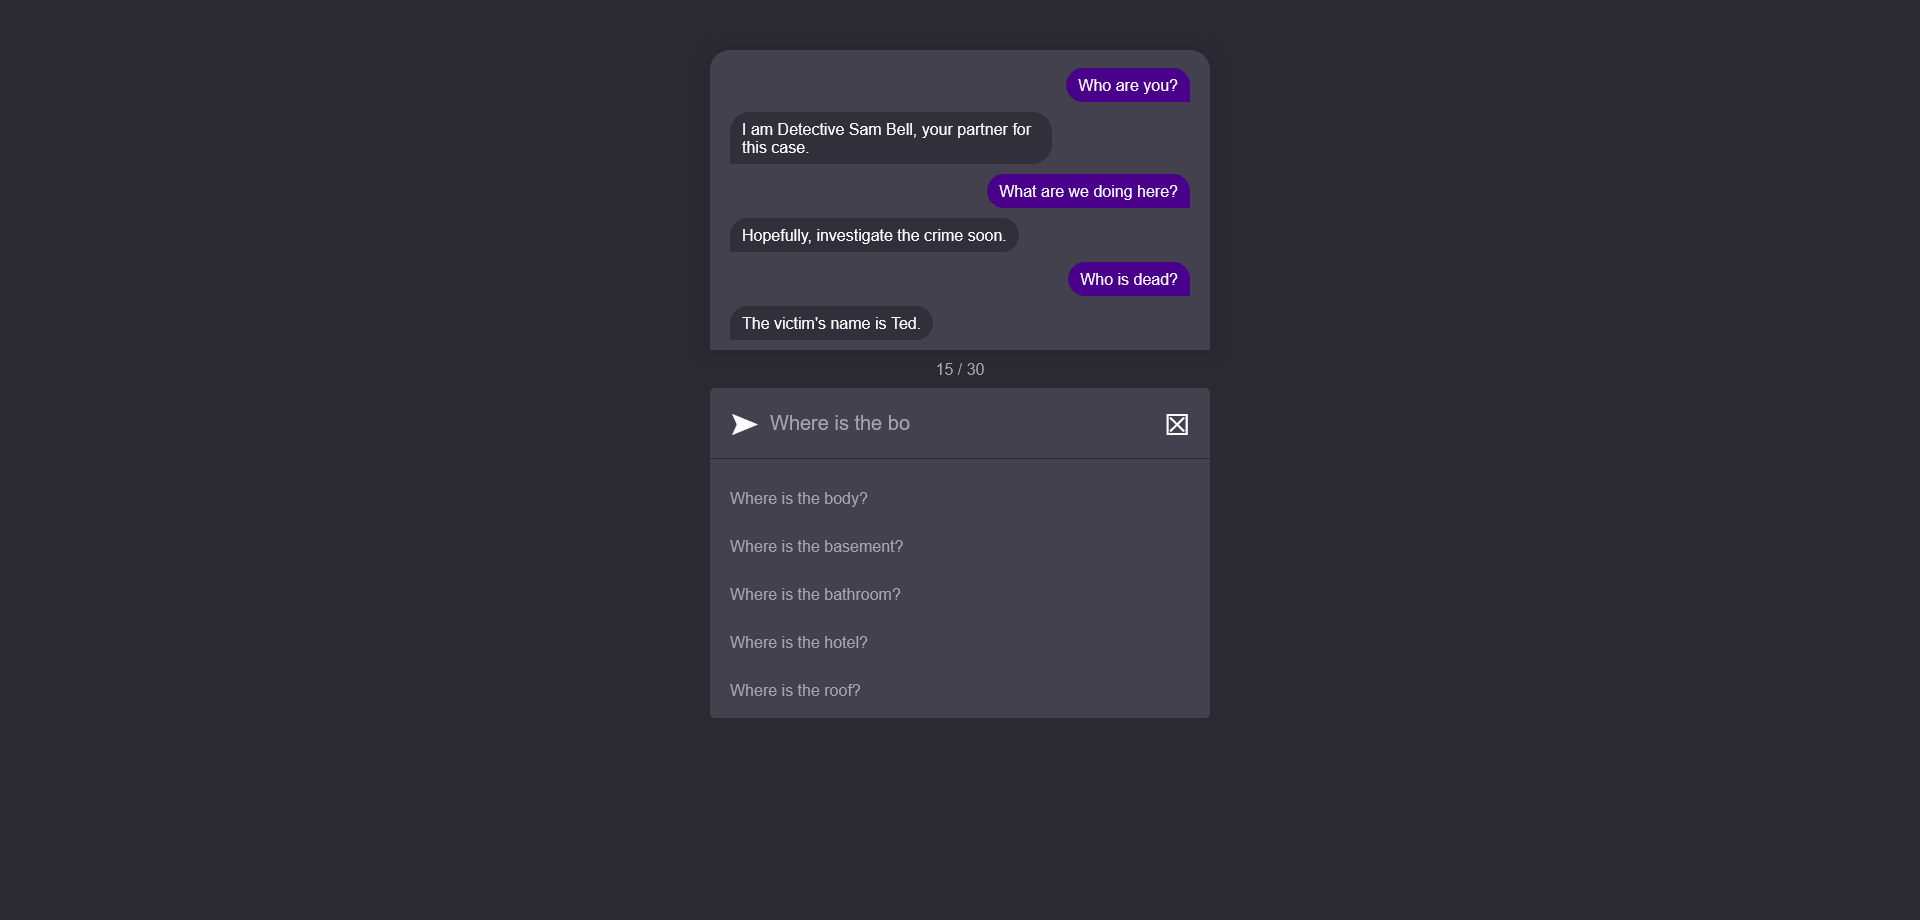 Who are you?
I am Detective Sam Bell, your partner for
this case.
What are we doing here?
Hopefully, investigate the crime soon.
Who is dead?
The victim's name is Ted.
15 / 30
Where is the bo
Where is the body?
Where is the basement?
Where is the bathroom?
Where is the hotel?
Where is the roof?